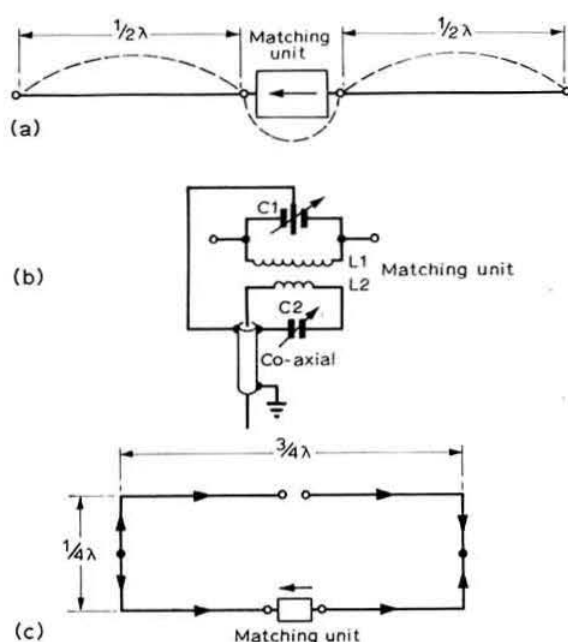 ½λ
Matching
unit
½λ
(a)
C1
L1
L2
Matching unit
(b)
C2
Co-axial
¾λ
¼λ
(c)
Matching unit